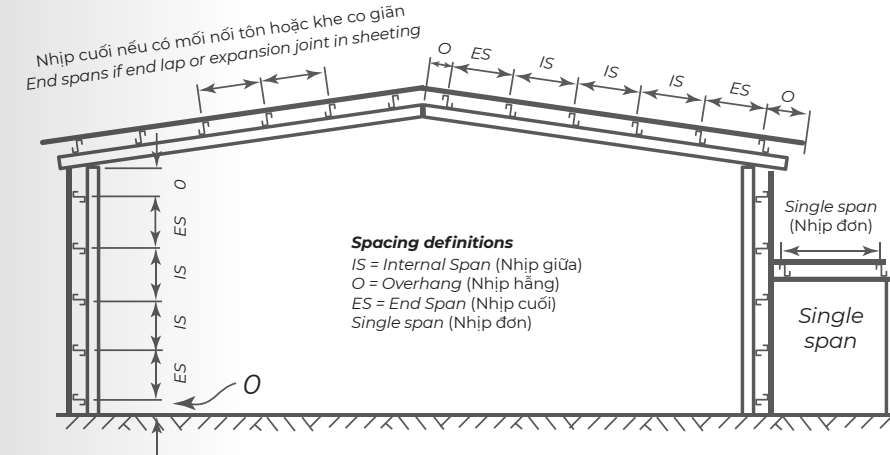 Nhịp cuối nếu có mối nối tôn hoặc khe co giãn
End spans if end lap or expansion joint in sheeting
O
ES
IS
IS
IS
ES
O
O
ES
IS
IS
ES
O
Spacing definitions
IS = Internal Span (Nhịp giữa)
O = Overhang (Nhịp hẫng)
ES = End Span (Nhịp cuối)
Single span (Nhịp đơn)
Single span
(Nhịp đơn)
Single
span